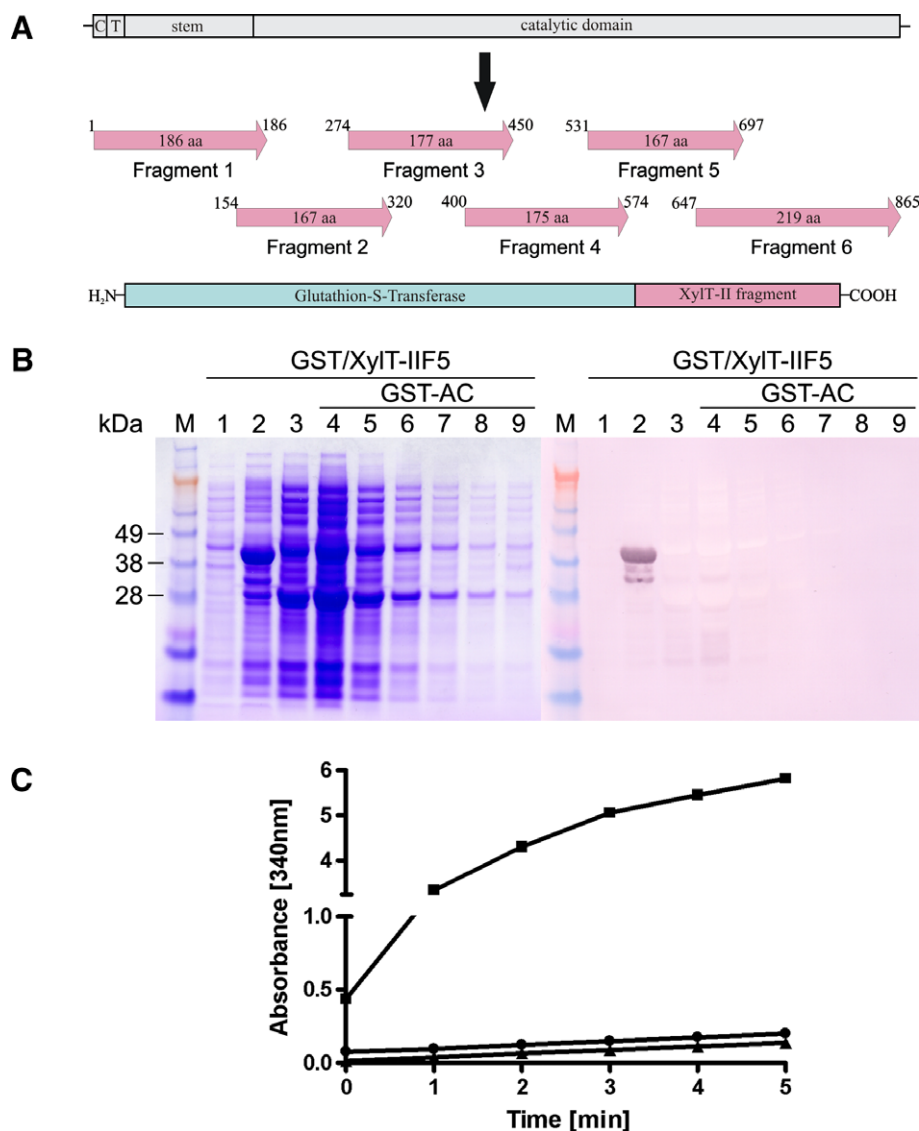 A
C T stem catalytic domain
1 186 274 450 531 697
186 aa 177 aa 167 aa
Fragment 1 Fragment 3 Fragment 5
154 320 400 574 647 865
167 aa 175 aa 219 aa
Fragment 2 Fragment 4 Fragment 6
H₂N Glutathion-S-Transferase XylT-II fragment COOH
B
GST/XylT-IIF5 GST/XylT-IIF5
GST-AC GST-AC
kDa M 1 2 3 4 5 6 7 8 9 M 1 2 3 4 5 6 7 8 9
49
38
28
C
6
5
4
1.0
0.5
0.0
Absorbance [340nm]
0 1 2 3 4 5
Time [min]